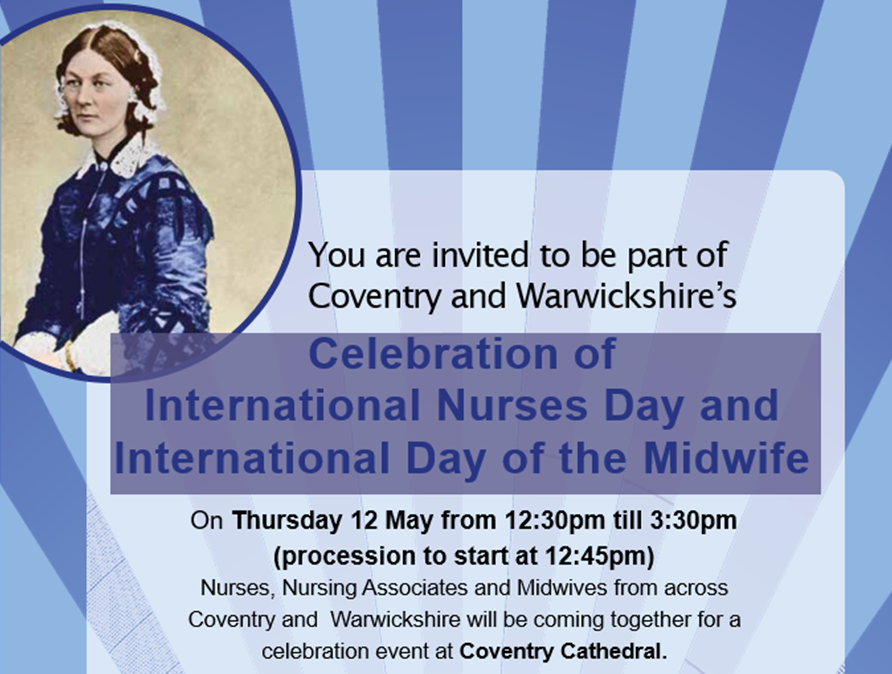 You are invited to be part of
Coventry and Warwickshire’s
Celebration of
International Nurses Day and
International Day of the Midwife
On Thursday 12 May from 12:30pm till 3:30pm
(procession to start at 12:45pm)
Nurses, Nursing Associates and Midwives from across
Coventry and  Warwickshire will be coming together for a
celebration event at Coventry Cathedral.